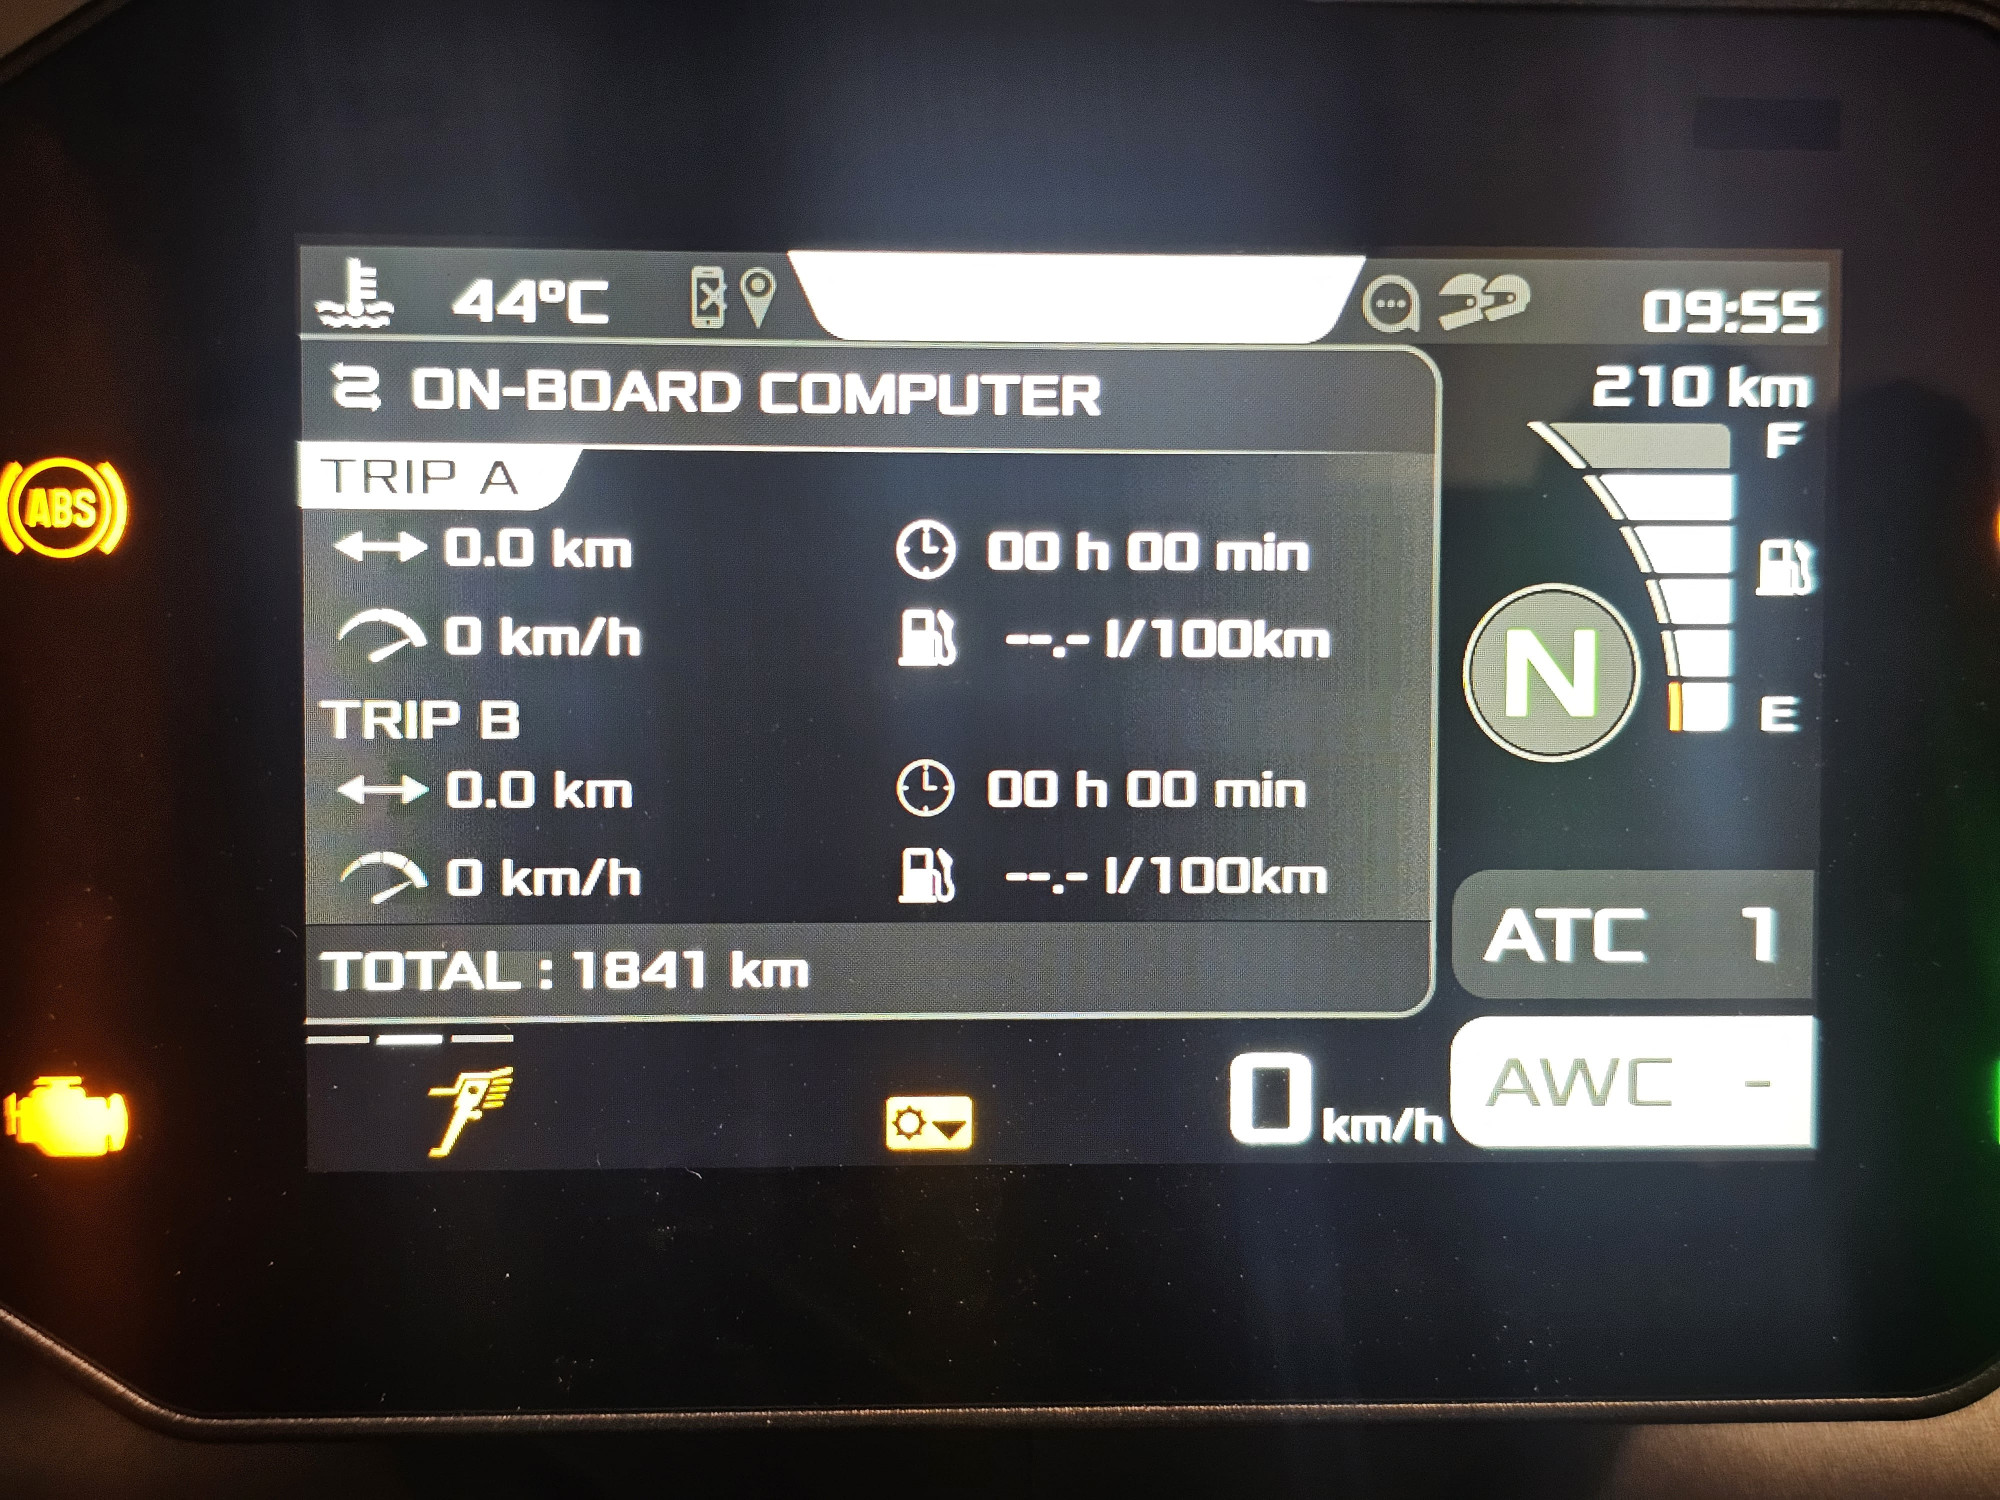 44ºC
09:55
ON-BOARD COMPUTER
210 km
F
TRIP A
0.0 km
00 h 00 min
0 km/h
--.- l/100km
TRIP B
0.0 km
00 h 00 min
0 km/h
--.- l/100km
TOTAL : 1841 km
N
E
ATC 1
AWC -
0 km/h
ABS